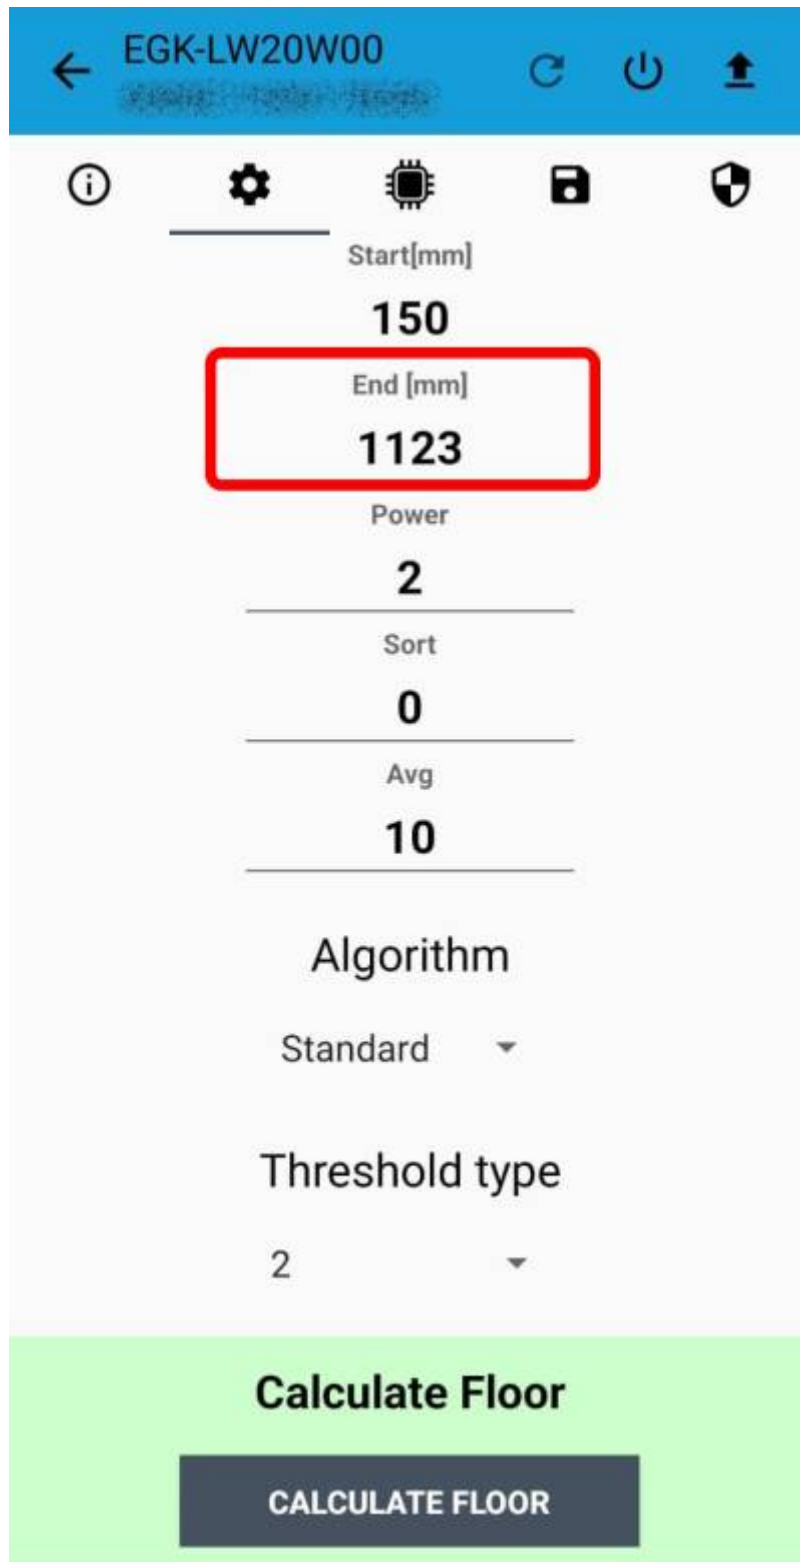 EGK-LW20W00
Start[mm]
150
End [mm]
1123
Power
2
Sort
0
Avg
10
Algorithm
Standard
Threshold type
2
Calculate Floor
CALCULATE FLOOR